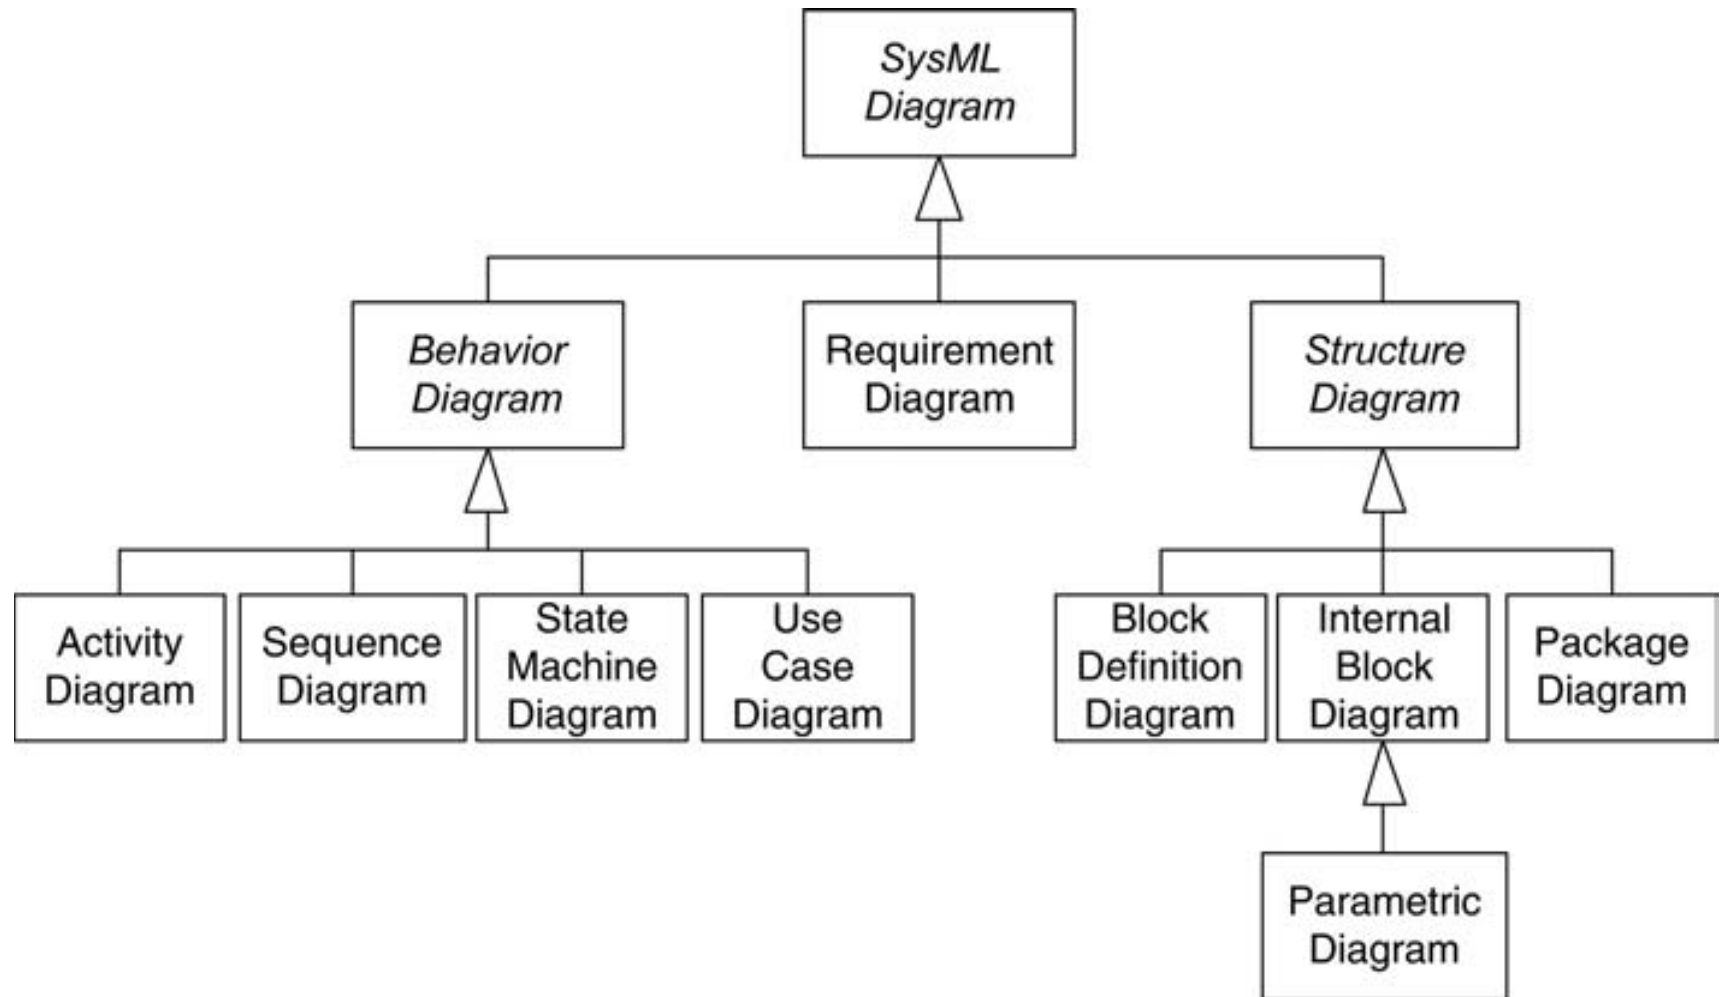 SysML
Diagram
Behavior
Diagram
Requirement
Diagram
Structure
Diagram
Activity
Diagram
Sequence
Diagram
State
Machine
Diagram
Use
Case
Diagram
Block
Definition
Diagram
Internal
Block
Diagram
Package
Diagram
Parametric
Diagram